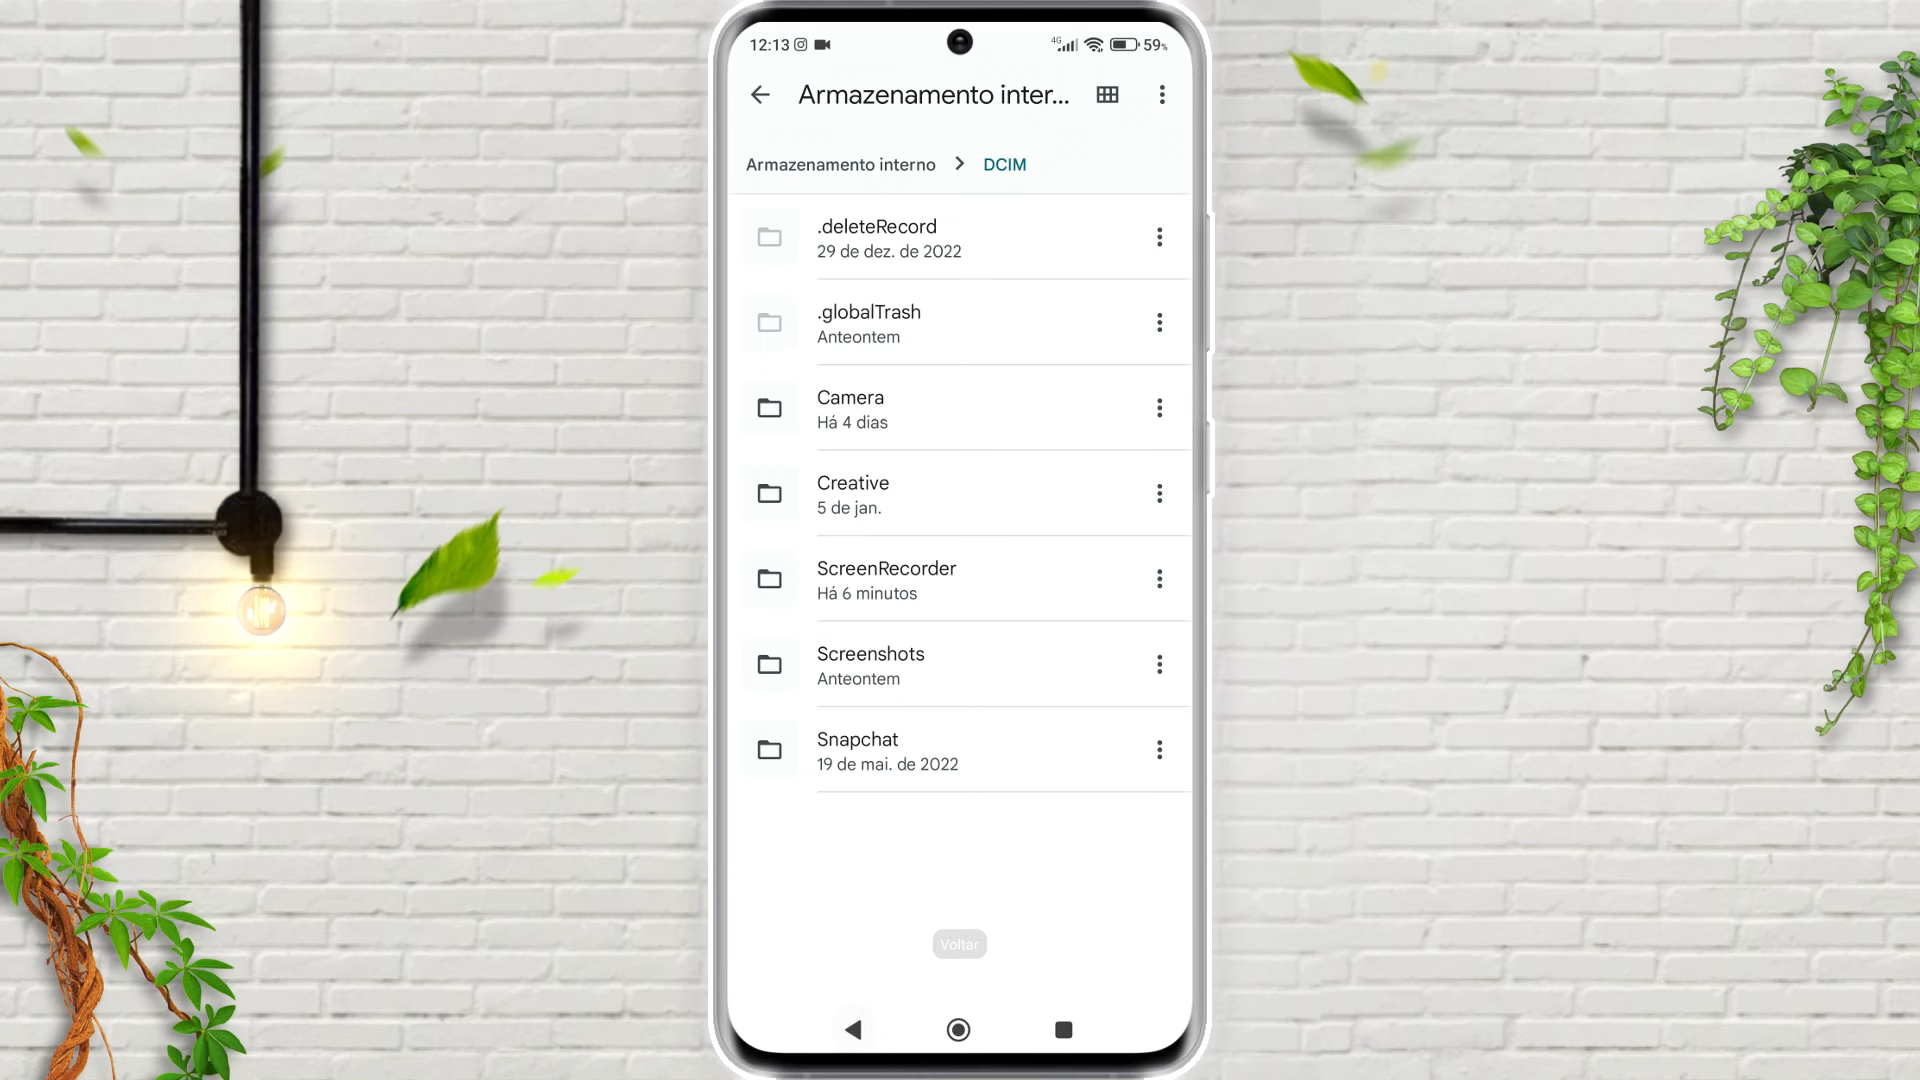 12:13 4G 59%
Armazenamento inter...
Armazenamento interno > DCIM
.deleteRecord
29 de dez. de 2022
.globalTrash
Anteontem
Camera
Há 4 dias
Creative
5 de jan.
ScreenRecorder
Há 6 minutos
Screenshots
Anteontem
Snapchat
19 de mai. de 2022
Voltar